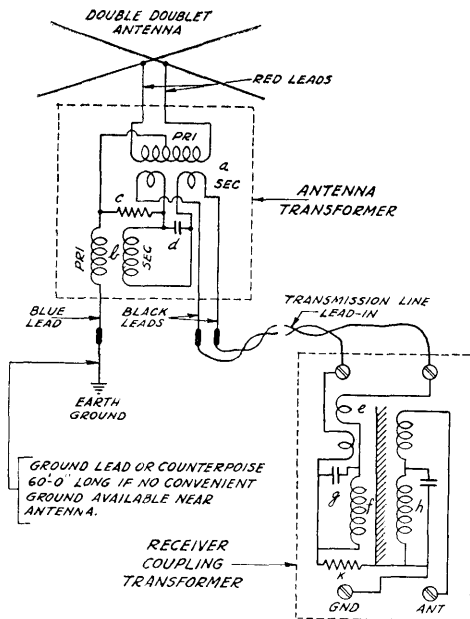 DOUBLE DOUBLET
ANTENNA
RED LEADS
PRI
a
SEC
c
d
PRI
b
SEC
ANTENNA
TRANSFORMER
BLUE
LEAD
BLACK
LEADS
TRANSMISSION LINE
LEAD-IN
EARTH
GROUND
e
g
f
h
K
GND
ANT
GROUND LEAD OR COUNTERPOISE
60'-0" LONG IF NO CONVENIENT
GROUND AVAILABLE NEAR
ANTENNA.
RECEIVER
COUPLING
TRANSFORMER